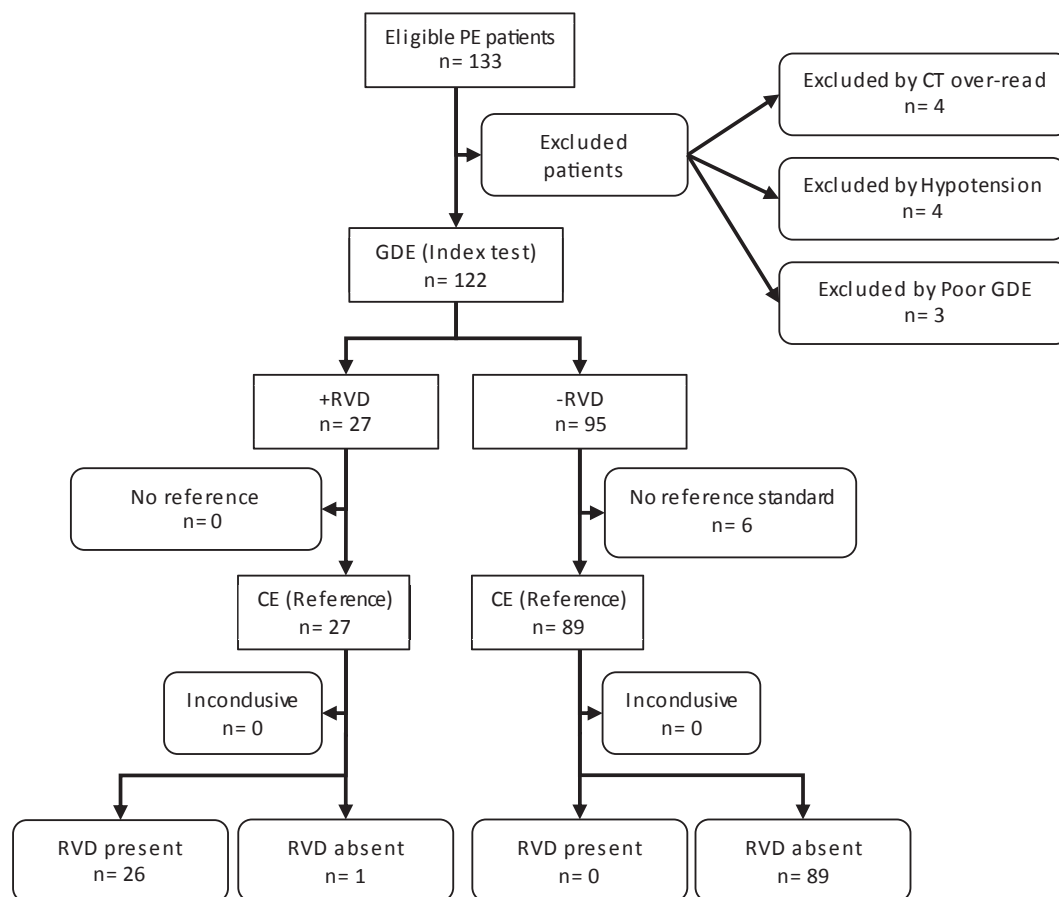 Eligible PE patients
n= 133
Excluded by CT over-read
n= 4
Excluded
patients
Excluded by Hypotension
n= 4
GDE (Index test)
n= 122
Excluded by Poor GDE
n= 3
+RVD
n= 27
-RVD
n= 95
No reference
n= 0
No reference standard
n= 6
CE (Reference)
n= 27
CE (Reference)
n= 89
Inconclusive
n= 0
Inconclusive
n= 0
RVD present
n= 26
RVD absent
n= 1
RVD present
n= 0
RVD absent
n= 89